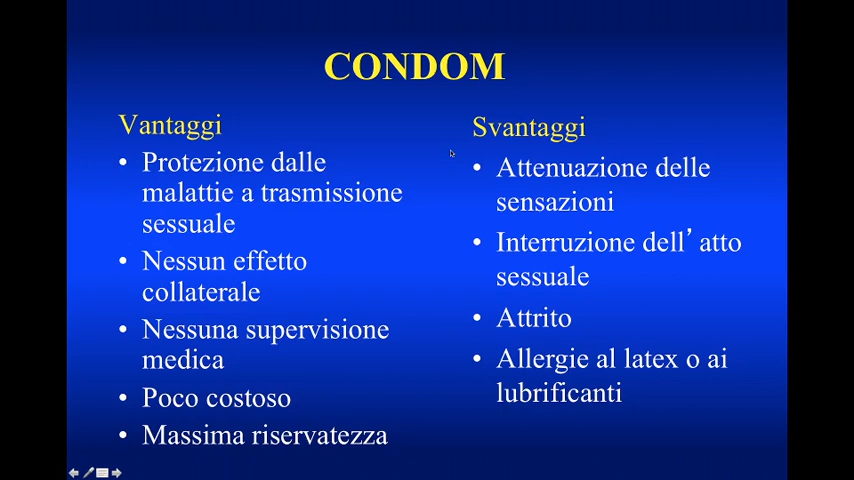 CONDOM
Vantaggi
• Protezione dalle
malattie a trasmissione
sessuale
• Nessun effetto
collaterale
• Nessuna supervisione
medica
• Poco costoso
• Massima riservatezza
Svantaggi
• Attenuazione delle
sensazioni
• Interruzione dell’ atto
sessuale
• Attrito
• Allergie al latex o ai
lubrificanti